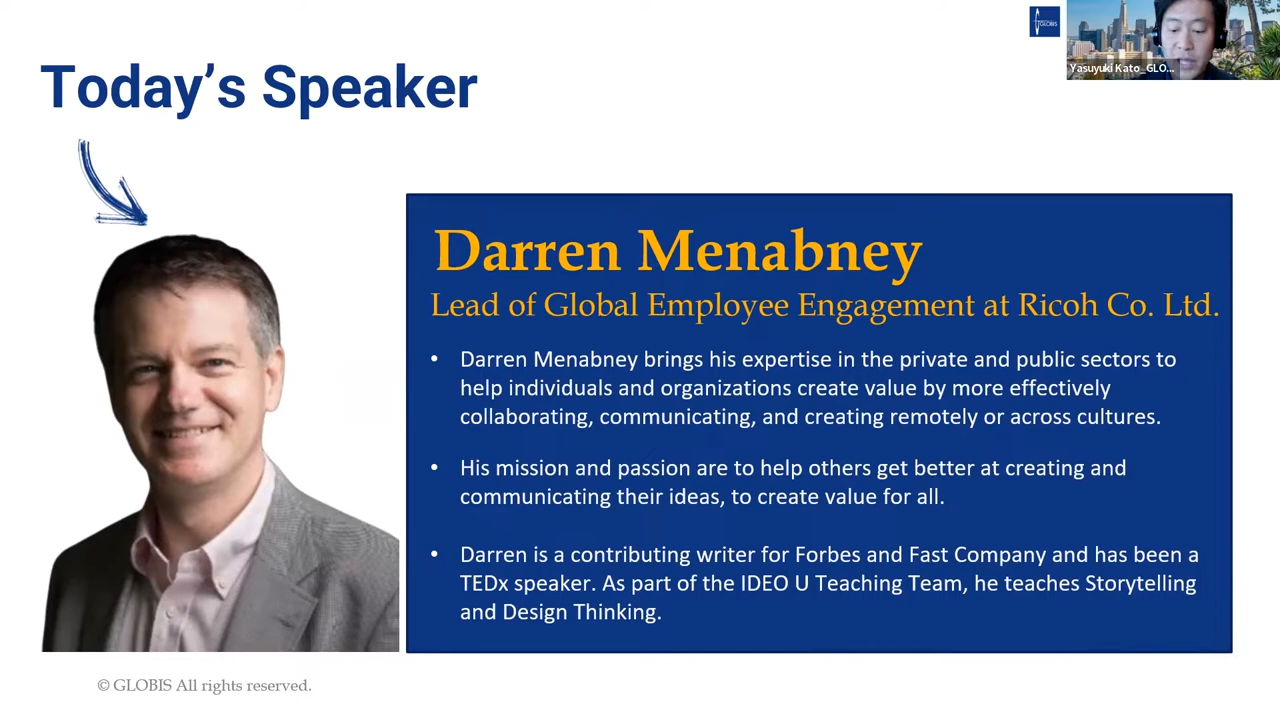 GLOBIS
Yasuyuki Kato_GLO...
Today’s Speaker
Darren Menabney
Lead of Global Employee Engagement at Ricoh Co. Ltd.
• Darren Menabney brings his expertise in the private and public sectors to
help individuals and organizations create value by more effectively
collaborating, communicating, and creating remotely or across cultures.
• His mission and passion are to help others get better at creating and
communicating their ideas, to create value for all.
• Darren is a contributing writer for Forbes and Fast Company and has been a
TEDx speaker. As part of the IDEO U Teaching Team, he teaches Storytelling
and Design Thinking.
© GLOBIS All rights reserved.